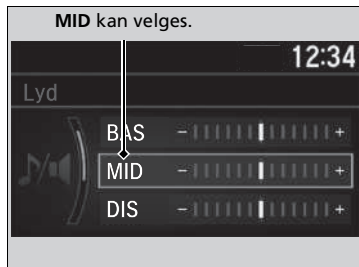 MID kan velges.
12:34
Lyd
BAS - +
MID - +
DIS - +